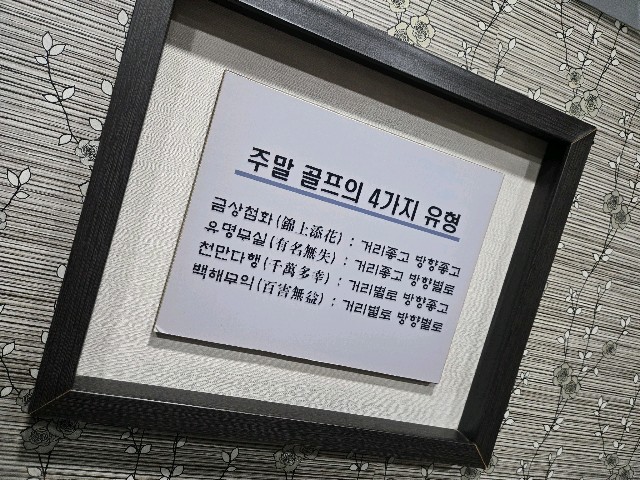 주말 골프의 4가지 유형
금상첨화(錦上添花) : 거리좋고 방향좋고
유명무실(有名無失) : 거리좋고 방향별로
천만다행(千萬多幸) : 거리별로 방향좋고
백해무익(百害無益) : 거리별로 방향별로